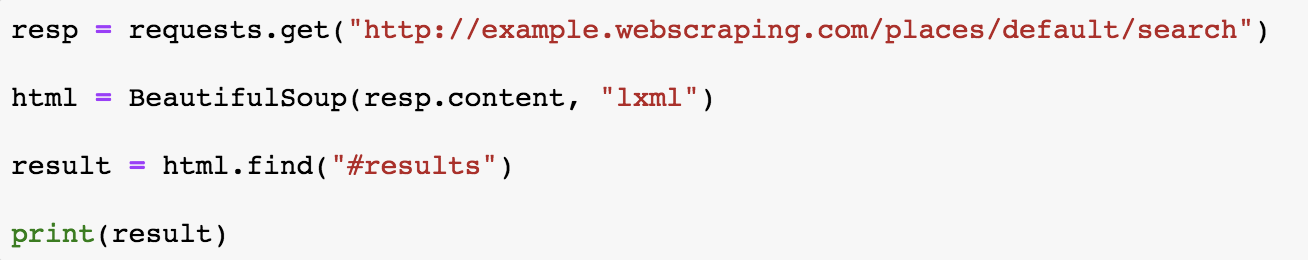 resp = requests.get("http://example.webscraping.com/places/default/search")
html = BeautifulSoup(resp.content, "lxml")
result = html.find("#results")
print(result)